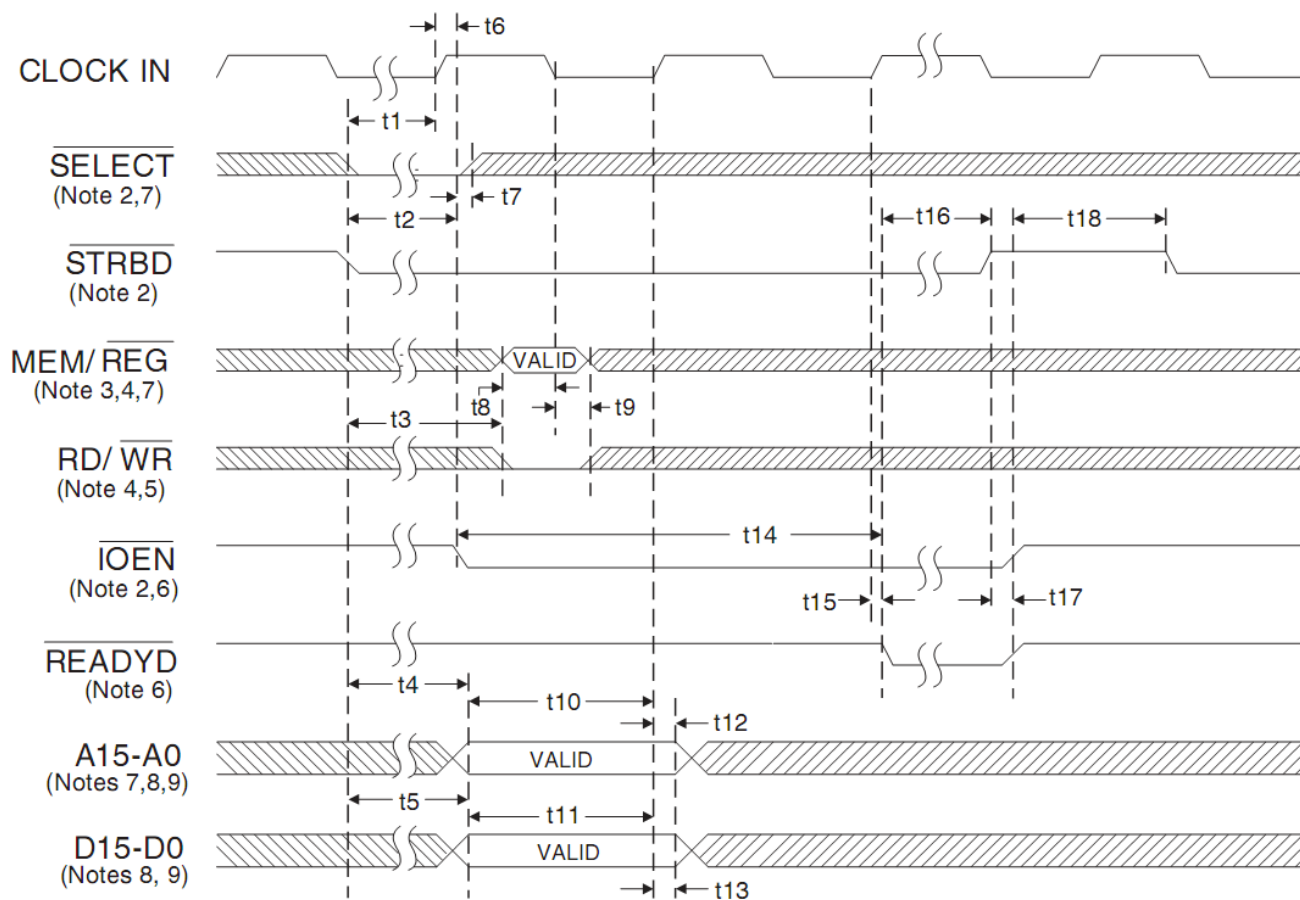 t6
CLOCK IN
t1
SELECT
(Note 2,7)
t7
t2
t16
t18
STRBD
(Note 2)
MEM/ REG
(Note 3,4,7)
VALID
t8
t9
t3
RD/ WR
(Note 4,5)
t14
IOEN
(Note 2,6)
t15
t17
READYD
(Note 6)
t4
t10
t12
A15-A0
(Notes 7,8,9)
VALID
t5
t11
D15-D0
(Notes 8, 9)
VALID
t13